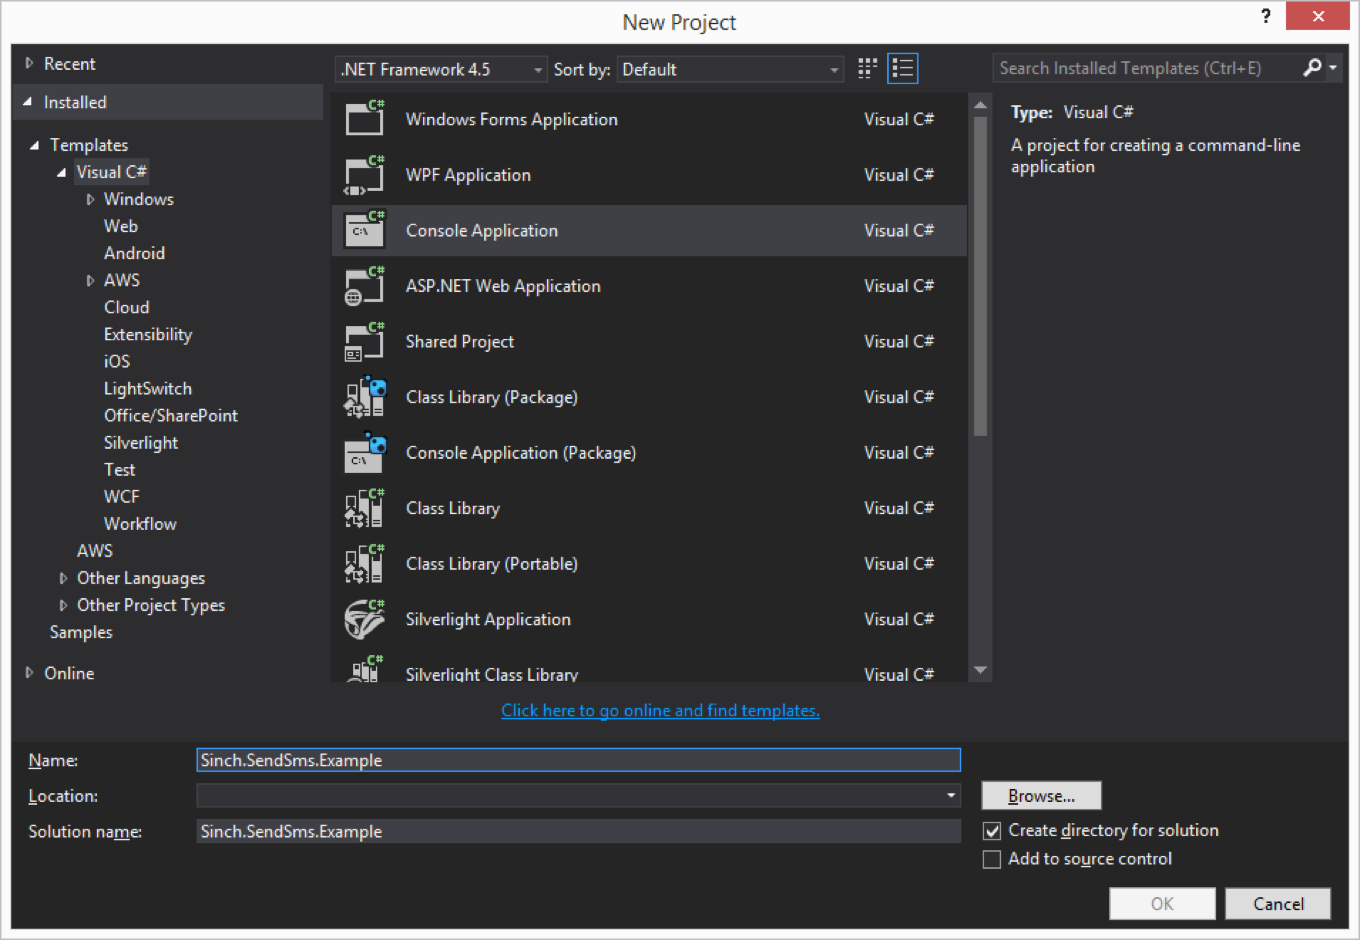 New Project
?
Recent
Installed
Templates
Visual C#
Windows
Web
Android
AWS
Cloud
Extensibility
iOS
LightSwitch
Office/SharePoint
Silverlight
Test
WCF
Workflow
AWS
Other Languages
Other Project Types
Samples
Online
.NET Framework 4.5 Sort by: Default
C# Windows Forms Application Visual C#
C# WPF Application Visual C#
C# C:\ Console Application Visual C#
C# ASP.NET Web Application Visual C#
C# Shared Project Visual C#
Class Library (Package) Visual C#
C:\ Console Application (Package) Visual C#
C# Class Library Visual C#
C# Class Library (Portable) Visual C#
C# Silverlight Application Visual C#
C# Silverlight Class Library Visual C#
Search Installed Templates (Ctrl+E)
Type: Visual C#
A project for creating a command-line
application
Click here to go online and find templates.
Name: Sinch.SendSms.Example
Location:
Browse...
Solution name: Sinch.SendSms.Example
Create directory for solution
Add to source control
OK Cancel